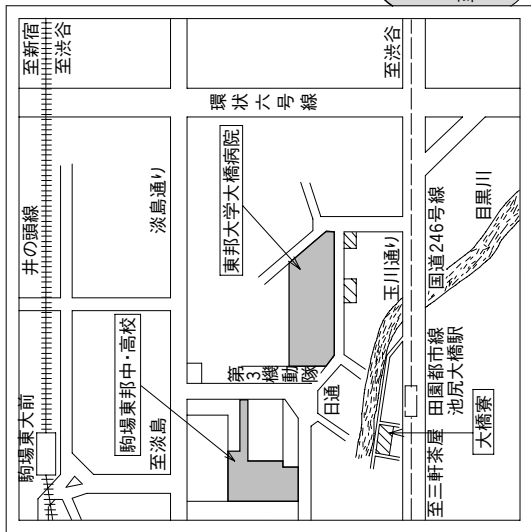 至新宿
至渋谷
井の頭線
駒場東大前
環状六号線
淡島通り
至淡島
東邦大学大橋病院
駒場東邦中・高校
第3機動隊
日通
玉川通り
至渋谷
国道246号線
目黒川
田園都市線
池尻大橋駅
至三軒茶屋
大橋寮